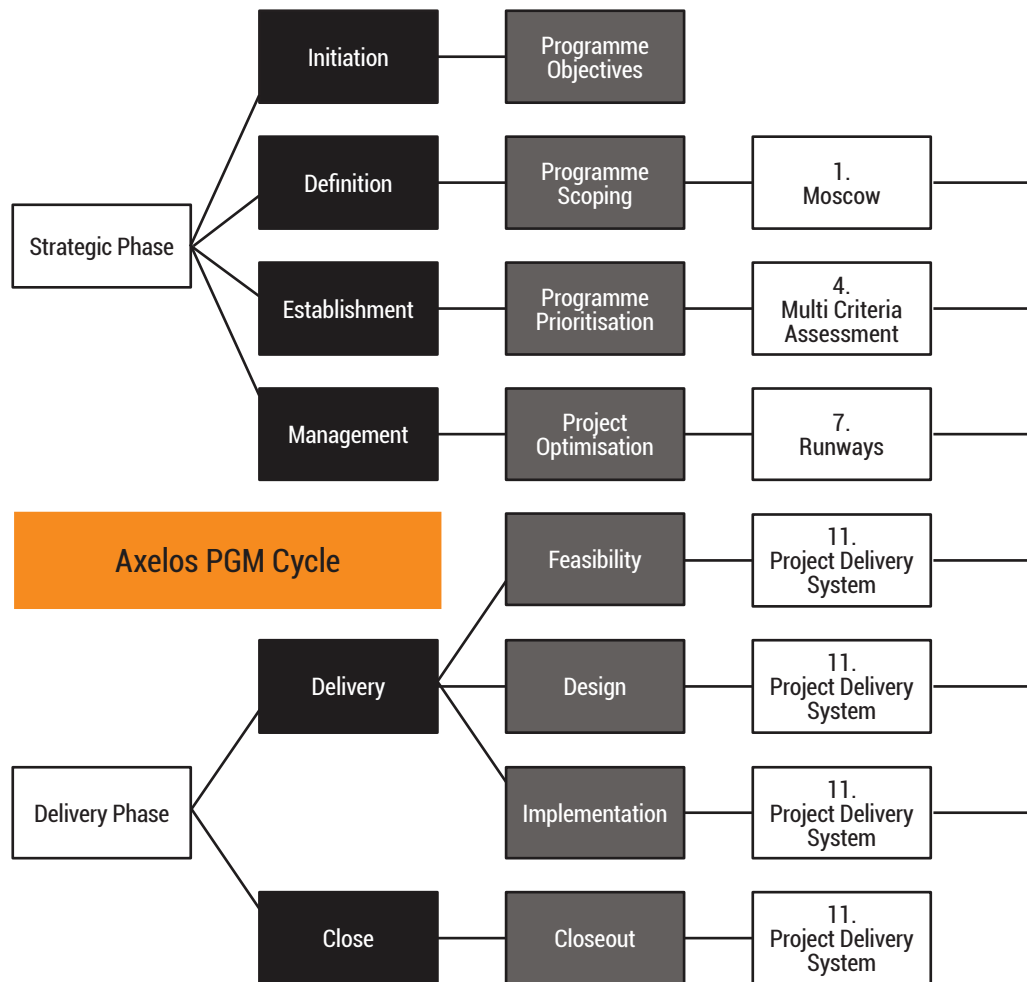 Initiation
Programme
Objectives
Definition
Programme
Scoping
1.
Moscow
Strategic Phase
Establishment
Programme
Prioritisation
4.
Multi Criteria
Assessment
Management
Project
Optimisation
7.
Runways
Axelos PGM Cycle
Feasibility
11.
Project Delivery
System
Delivery
Design
11.
Project Delivery
System
Delivery Phase
Implementation
11.
Project Delivery
System
Close
Closeout
11.
Project Delivery
System